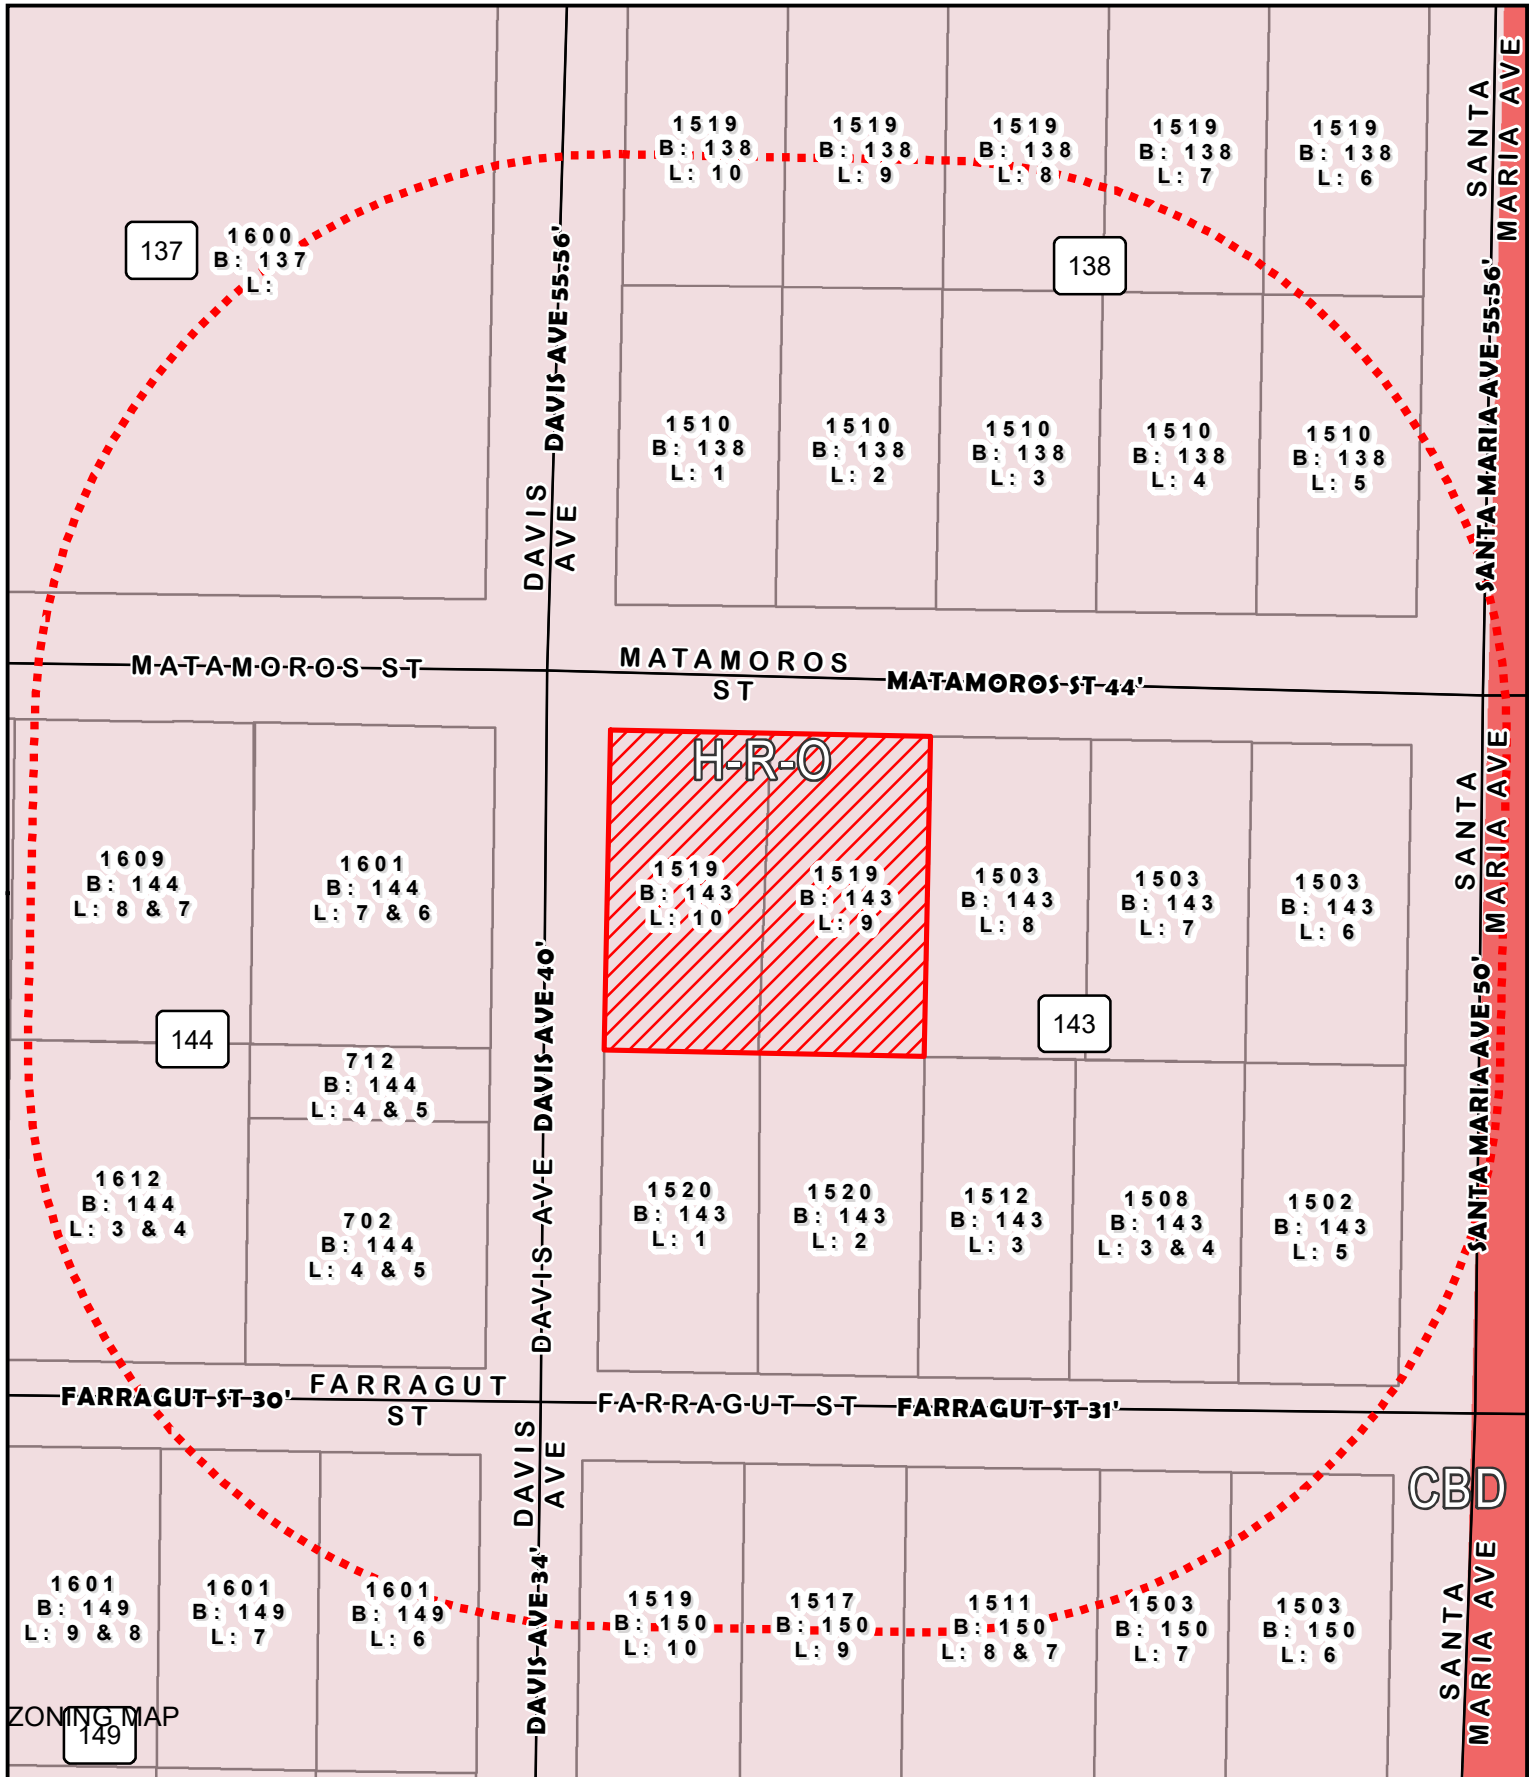 SANTA
MARIA AVE
1519
B: 138
L: 10
1519
B: 138
L: 9
1519
B: 138
L: 8
1519
B: 138
L: 7
1519
B: 138
L: 6
137
1600
B: 137
L:
138
DAVIS AVE 55.56'
SANTA MARIA AVE 55.56'
1510
B: 138
L: 1
1510
B: 138
L: 2
1510
B: 138
L: 3
1510
B: 138
L: 4
1510
B: 138
L: 5
DAVIS
AVE
MATAMOROS ST
MATAMOROS
ST
MATAMOROS ST 44'
H-R-O
SANTA
MARIA AVE
1609
B: 144
L: 8 & 7
1601
B: 144
L: 7 & 6
1519
B: 143
L: 10
1519
B: 143
L: 9
1503
B: 143
L: 8
1503
B: 143
L: 7
1503
B: 143
L: 6
DAVIS AVE 40'
SANTA MARIA AVE 50'
144
143
712
B: 144
L: 4 & 5
1612
B: 144
L: 3 & 4
702
B: 144
L: 4 & 5
DAVIS AVE
1520
B: 143
L: 1
1520
B: 143
L: 2
1512
B: 143
L: 3
1508
B: 143
L: 3 & 4
1502
B: 143
L: 5
FARRAGUT ST 30'
FARRAGUT
ST
FARRAGUT ST
FARRAGUT ST 31'
DAVIS
AVE
CBD
1601
B: 149
L: 9 & 8
1601
B: 149
L: 7
1601
B: 149
L: 6
DAVIS AVE 34'
1519
B: 150
L: 10
1517
B: 150
L: 9
1511
B: 150
L: 8 & 7
1503
B: 150
L: 7
1503
B: 150
L: 6
SANTA
MARIA AVE
ZONING MAP
149